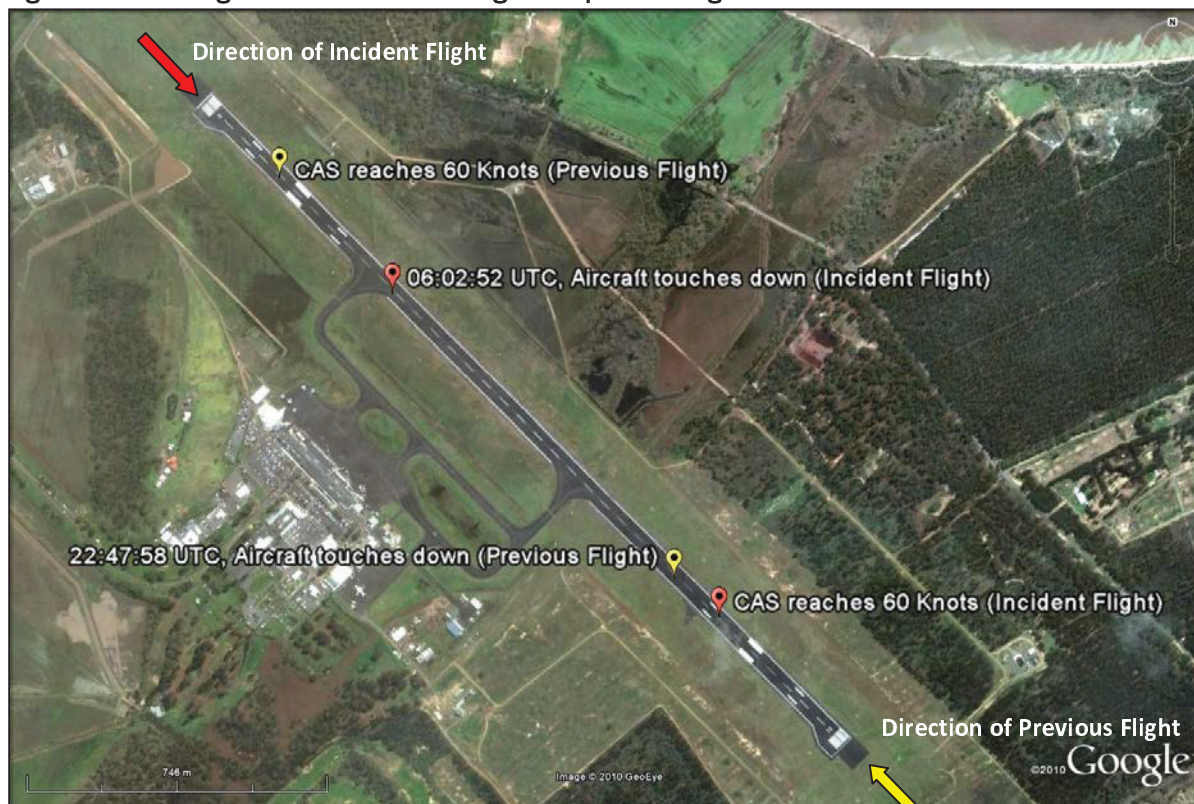 N
Direction of Incident Flight
CAS reaches 60 Knots (Previous Flight)
06:02:52 UTC, Aircraft touches down (Incident Flight)
22:47:58 UTC, Aircraft touches down (Previous Flight)
CAS reaches 60 Knots (Incident Flight)
Direction of Previous Flight
746 m
Image © 2010 GeoEye
©2010 Google